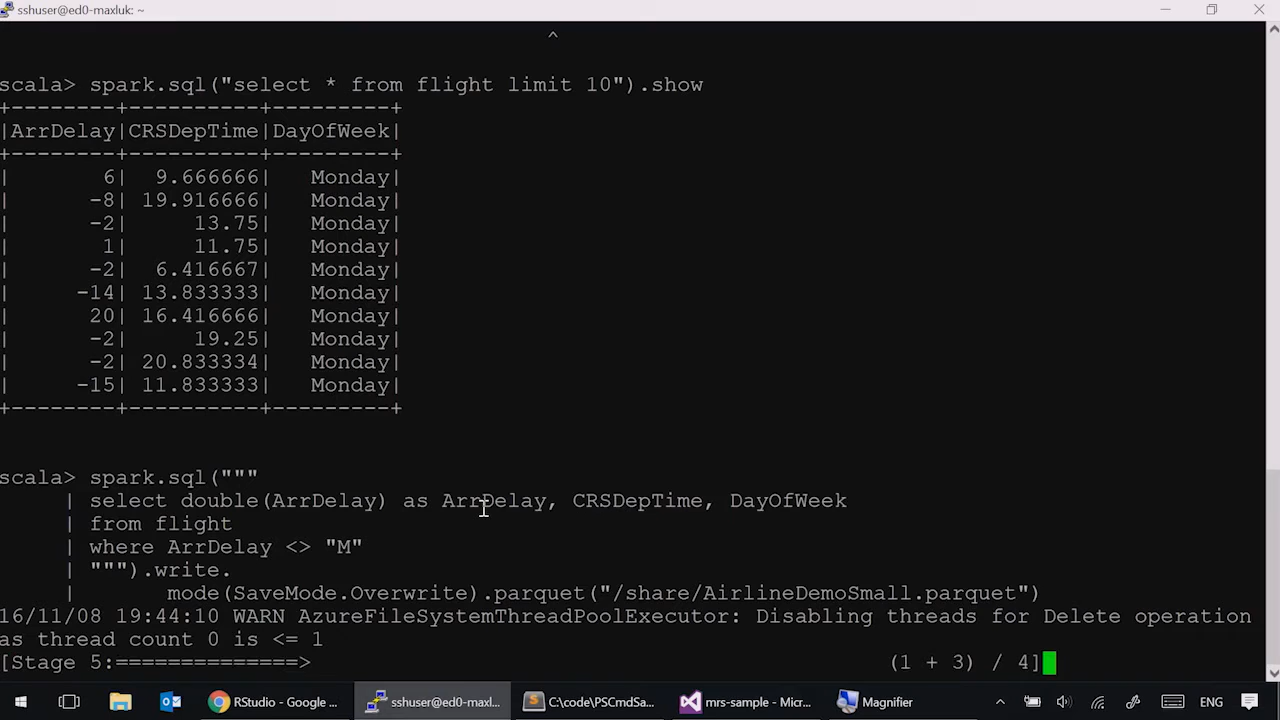 sshuser@ed0-maxluk: ~
^
scala> spark.sql("select * from flight limit 10").show
+--------+----------+---------+
|ArrDelay|CRSDepTime|DayOfWeek|
+--------+----------+---------+
|       6|  9.666666|   Monday|
|      -8| 19.916666|   Monday|
|      -2|     13.75|   Monday|
|       1|     11.75|   Monday|
|      -2|  6.416667|   Monday|
|     -14| 13.833333|   Monday|
|      20| 16.416666|   Monday|
|      -2|     19.25|   Monday|
|      -2| 20.833334|   Monday|
|     -15| 11.833333|   Monday|
+--------+----------+---------+
scala> spark.sql("""
     | select double(ArrDelay) as ArrDelay, CRSDepTime, DayOfWeek
     | from flight
     | where ArrDelay <> "M"
     | """).write.
     |       mode(SaveMode.Overwrite).parquet("/share/AirlineDemoSmall.parquet")
16/11/08 19:44:10 WARN AzureFileSystemThreadPoolExecutor: Disabling threads for Delete operation
as thread count 0 is <= 1
[Stage 5:==============>                                            (1 + 3) / 4]
RStudio - Google ... sshuser@ed0-maxl... C:\code\PSCmdSa... mrs-sample - Micr... Magnifier ENG